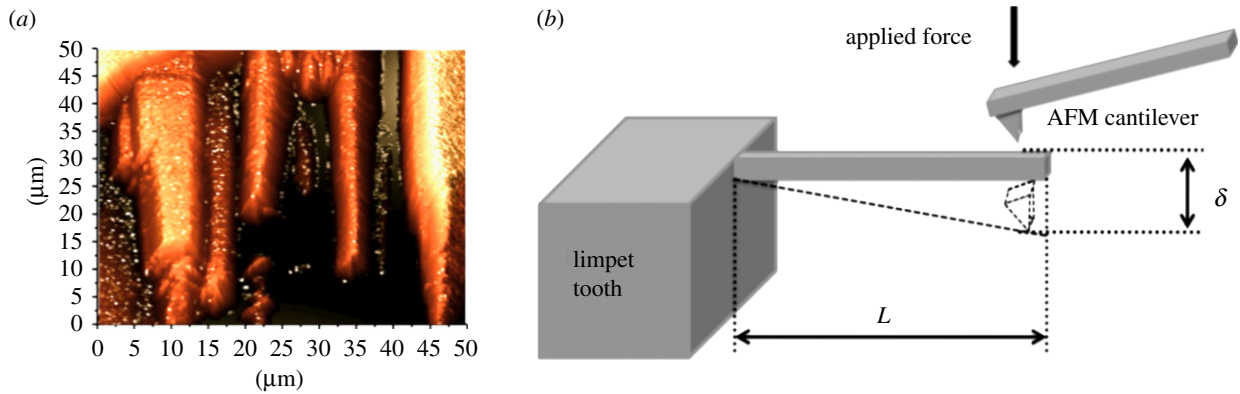 (a)
(b)
50
45
40
35
30
25
20
15
10
5
0
(µm)
0 5 10 15 20 25 30 35 40 45 50
(µm)
applied force
AFM cantilever
δ
limpet
tooth
L